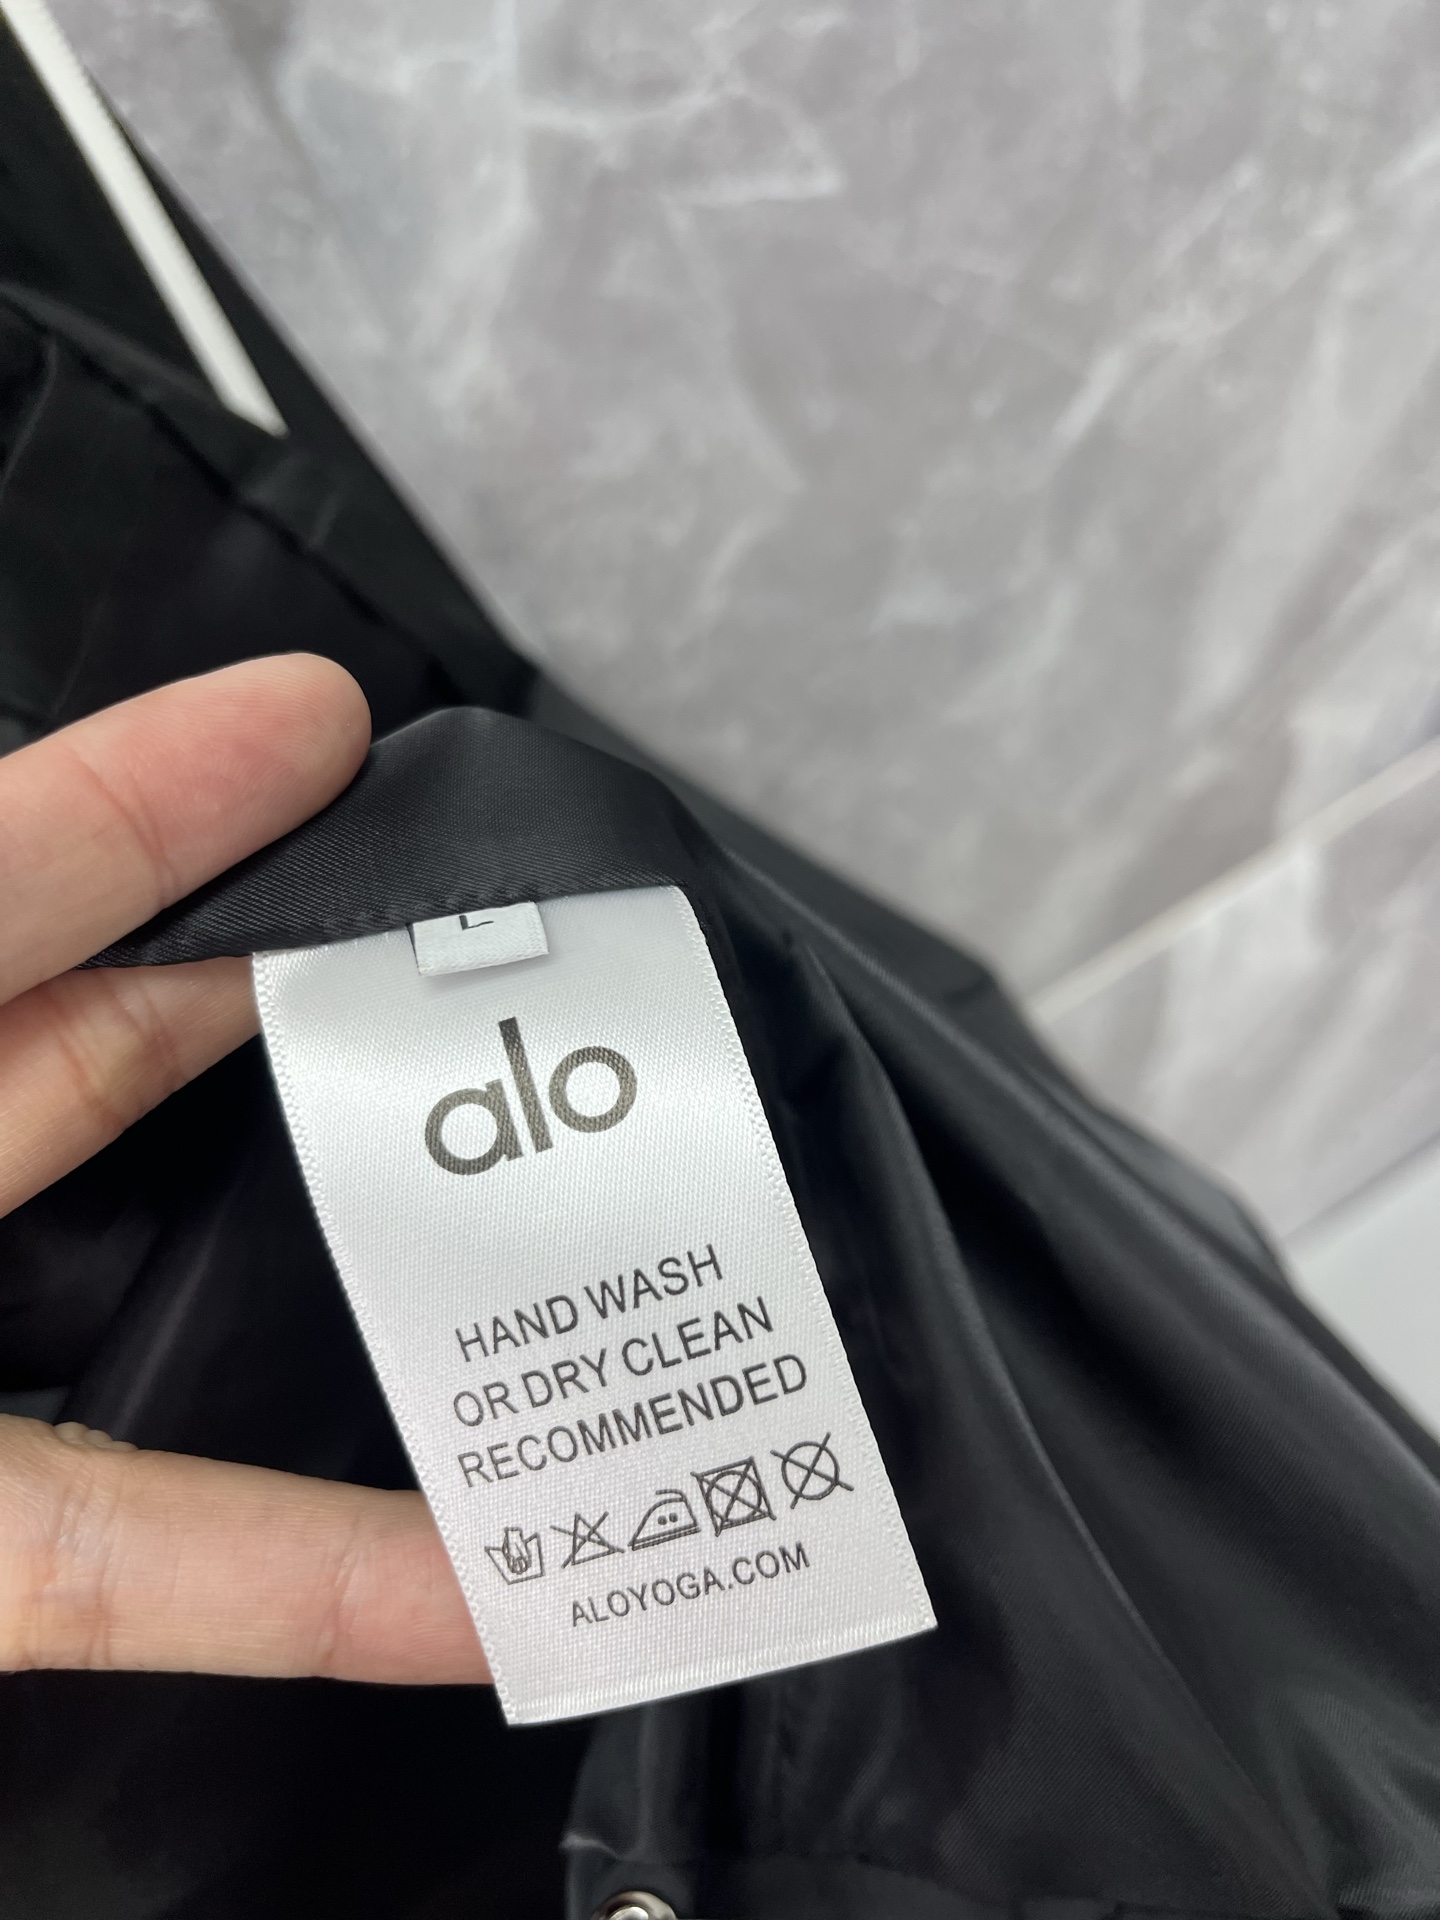 L
alo
HAND WASH
OR DRY CLEAN
RECOMMENDED
ALOYOGA.COM